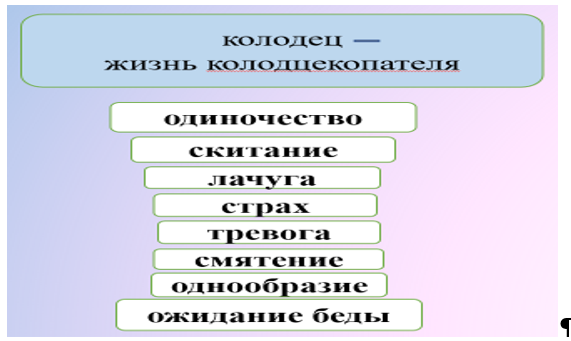 колодец —
жизнь колодцекопателя
одиночество
скитание
лачуга
страх
тревога
смятение
однообразие
ожидание беды
¶